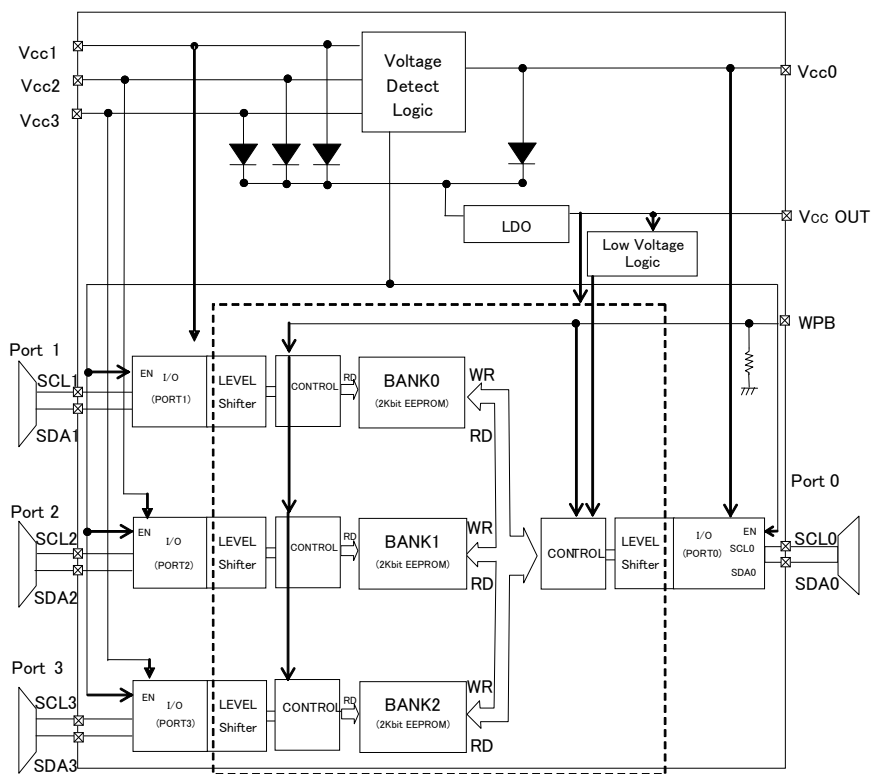 Vcc1
Vcc2
Vcc3
Voltage
Detect
Logic
Vcc0
LDO
Vcc OUT
Low Voltage
Logic
WPB
Port 1
SCL1
SDA1
EN
I/O
(PORT1)
LEVEL
Shifter
CONTROL
RD
BANK0
(2Kbit EEPROM)
WR
RD
Port 2
SCL2
SDA2
EN
I/O
(PORT2)
LEVEL
Shifter
CONTROL
RD
BANK1
(2Kbit EEPROM)
WR
RD
CONTROL
LEVEL
Shifter
I/O
(PORT0)
EN
SCL0
SDA0
Port 0
SCL0
SDA0
Port 3
SCL3
SDA3
EN
I/O
(PORT3)
LEVEL
Shifter
CONTROL
RD
BANK2
(2Kbit EEPROM)
WR
RD